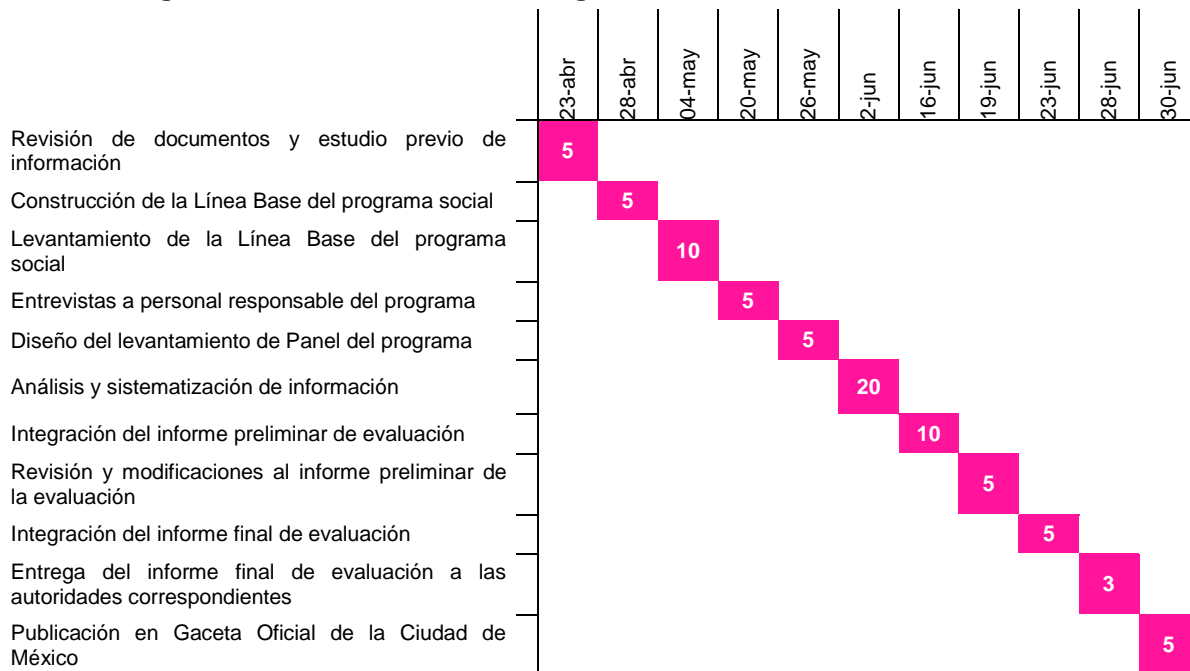 23-abr
28-abr
04-may
20-may
26-may
2-jun
16-jun
19-jun
23-jun
28-jun
30-jun
Revisión de documentos y estudio previo de
información
5
Construcción de la Línea Base del programa social
5
Levantamiento de la Línea Base del programa
social
10
Entrevistas a personal responsable del programa
5
Diseño del levantamiento de Panel del programa
5
Análisis y sistematización de información
20
Integración del informe preliminar de evaluación
10
Revisión y modificaciones al informe preliminar de
la evaluación
5
Integración del informe final de evaluación
5
Entrega del informe final de evaluación a las
autoridades correspondientes
3
Publicación en Gaceta Oficial de la Ciudad de
México
5